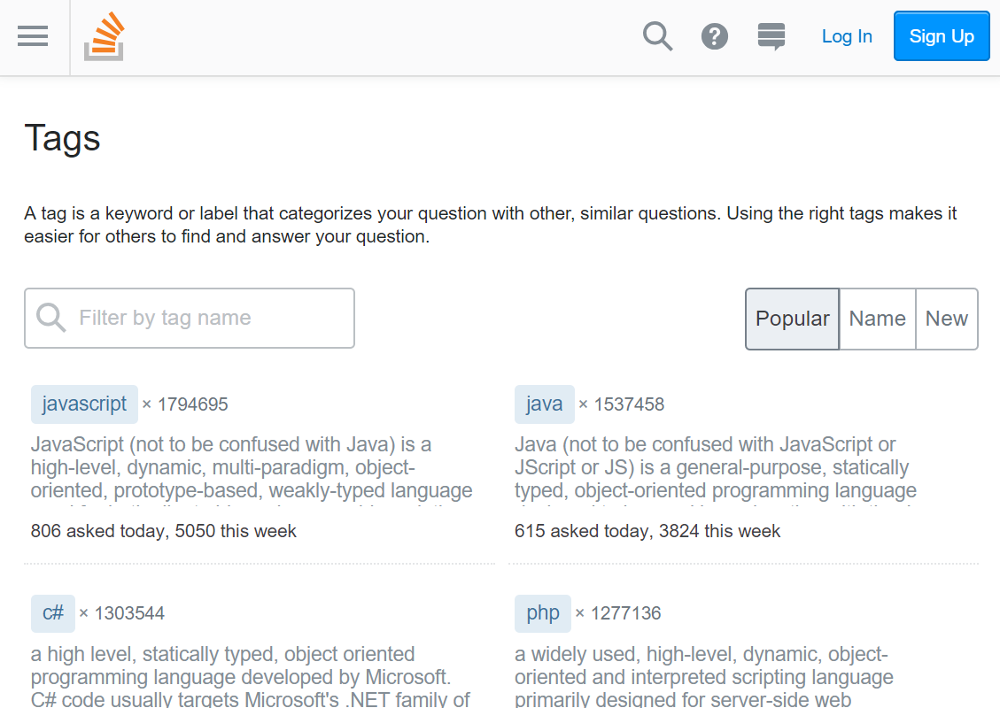 Log In
Sign Up
Tags
A tag is a keyword or label that categorizes your question with other, similar questions. Using the right tags makes it
easier for others to find and answer your question.
Filter by tag name
Popular
Name
New
javascript × 1794695
JavaScript (not to be confused with Java) is a
high-level, dynamic, multi-paradigm, object-
oriented, prototype-based, weakly-typed language
806 asked today, 5050 this week
java × 1537458
Java (not to be confused with JavaScript or
JScript or JS) is a general-purpose, statically
typed, object-oriented programming language
615 asked today, 3824 this week
c# × 1303544
a high level, statically typed, object oriented
programming language developed by Microsoft.
C# code usually targets Microsoft's .NET family of
php × 1277136
a widely used, high-level, dynamic, object-
oriented and interpreted scripting language
primarily designed for server-side web